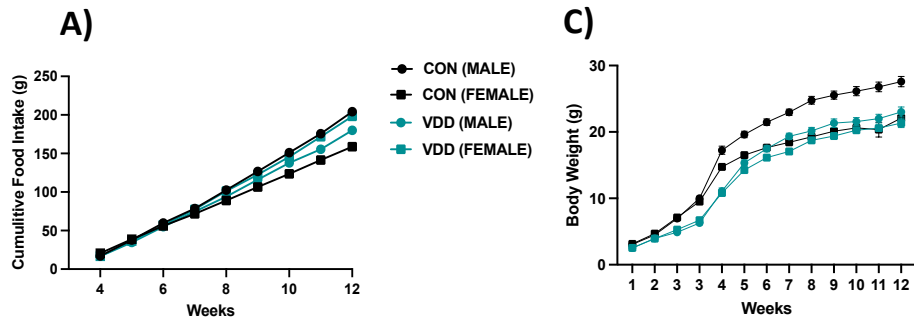 A)
Cumulitive Food Intake (g)
250
200
150
100
50
0
4 6 8 10 12
Weeks
CON (MALE)
CON (FEMALE)
VDD (MALE)
VDD (FEMALE)
C)
Body Weight (g)
30
20
10
0
1 2 3 3 4 5 6 7 8 9 10 11 12
Weeks